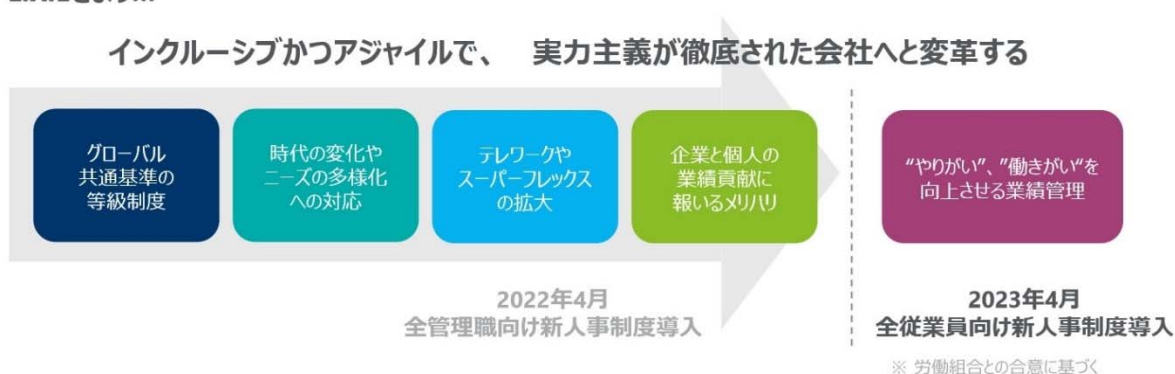 インクルーシブかつアジャイルで、　実力主義が徹底された会社へと変革する
グローバル
共通基準の
等級制度
時代の変化や
ニーズの多様化
への対応
テレワークや
スーパーフレックス
の拡大
企業と個人の
業績貢献に
報いるメリハリ
“やりがい”、”働きがい“を
向上させる業績管理
2022年4月
全管理職向け新人事制度導入
2023年4月
全従業員向け新人事制度導入
※ 労働組合との合意に基づく